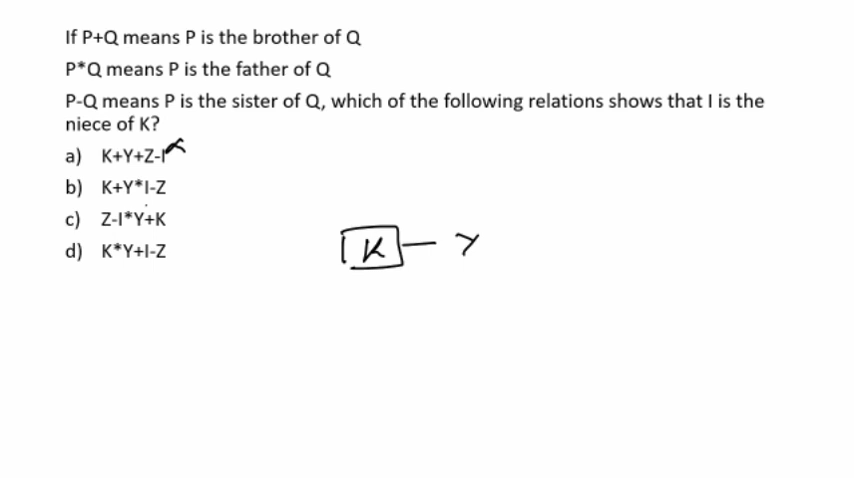 If P+Q means P is the brother of Q
P*Q means P is the father of Q
P-Q means P is the sister of Q, which of the following relations shows that I is the
niece of K?
a) K+Y+Z-I
b) K+Y*I-Z
c) Z-I*Y+K
d) K*Y+I-Z
K — Y